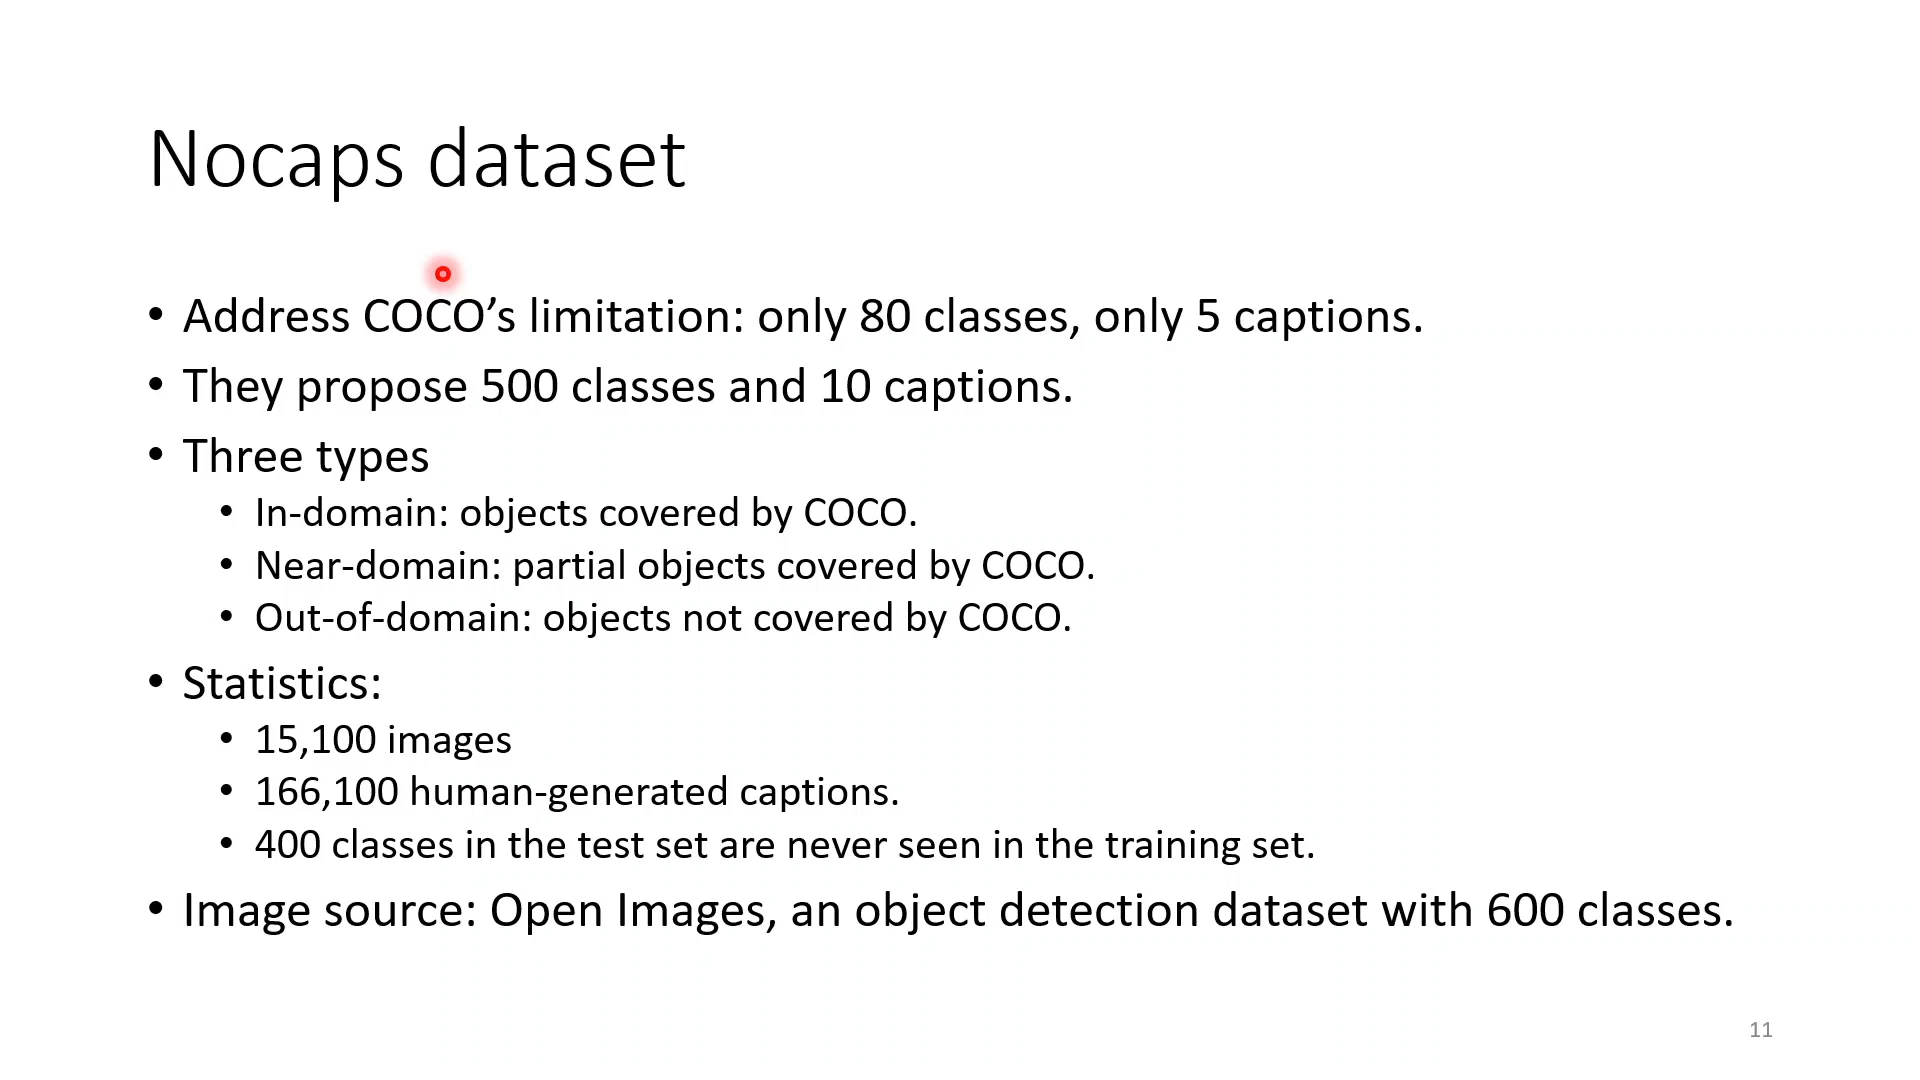 Nocaps dataset
• Address COCO’s limitation: only 80 classes, only 5 captions.
• They propose 500 classes and 10 captions.
• Three types
• In-domain: objects covered by COCO.
• Near-domain: partial objects covered by COCO.
• Out-of-domain: objects not covered by COCO.
• Statistics:
• 15,100 images
• 166,100 human-generated captions.
• 400 classes in the test set are never seen in the training set.
• Image source: Open Images, an object detection dataset with 600 classes.
11